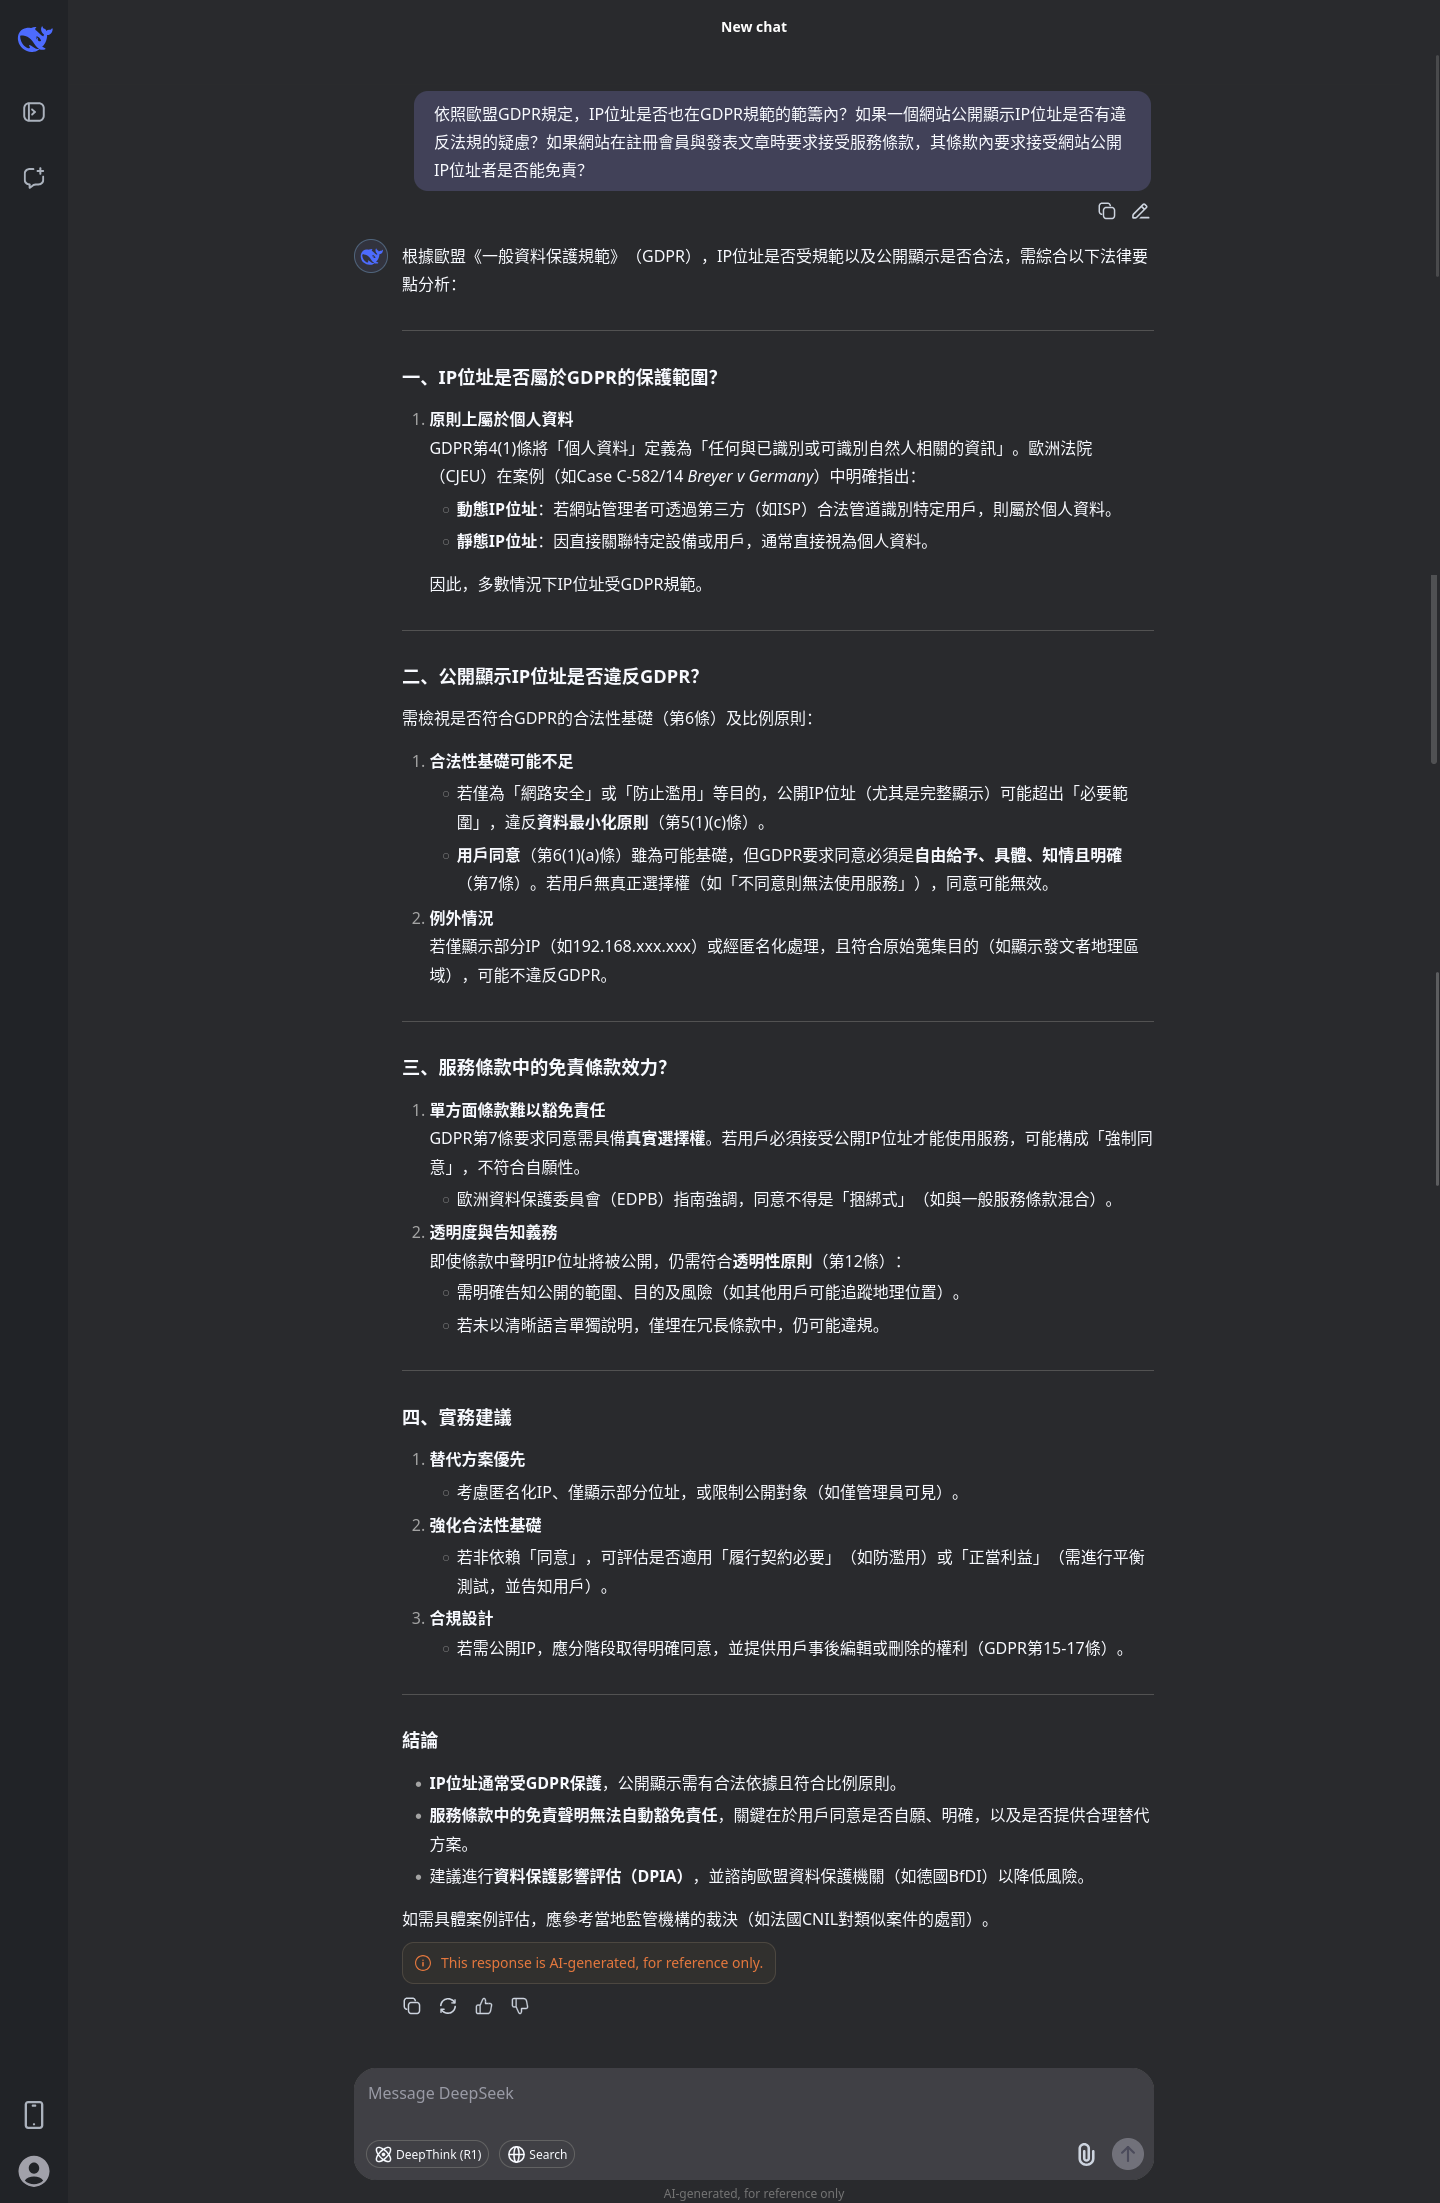 New chat
依照歐盟GDPR規定，IP位址是否也在GDPR規範的範籌內？如果一個網站公開顯示IP位址是否有違
反法規的疑慮？如果網站在註冊會員與發表文章時要求接受服務條款，其條欺內要求接受網站公開
IP位址者是否能免責？
根據歐盟《一般資料保護規範》（GDPR），IP位址是否受規範以及公開顯示是否合法，需綜合以下法律要
點分析：
一、IP位址是否屬於GDPR的保護範圍？
1. 原則上屬於個人資料
GDPR第4(1)條將「個人資料」定義為「任何與已識別或可識別自然人相關的資訊」。歐洲法院
（CJEU）在案例（如Case C-582/14 Breyer v Germany）中明確指出：
動態IP位址：若網站管理者可透過第三方（如ISP）合法管道識別特定用戶，則屬於個人資料。
靜態IP位址：因直接關聯特定設備或用戶，通常直接視為個人資料。
因此，多數情況下IP位址受GDPR規範。
二、公開顯示IP位址是否違反GDPR？
需檢視是否符合GDPR的合法性基礎（第6條）及比例原則：
1. 合法性基礎可能不足
若僅為「網路安全」或「防止濫用」等目的，公開IP位址（尤其是完整顯示）可能超出「必要範
圍」，違反資料最小化原則（第5(1)(c)條）。
用戶同意（第6(1)(a)條）雖為可能基礎，但GDPR要求同意必須是自由給予、具體、知情且明確
（第7條）。若用戶無真正選擇權（如「不同意則無法使用服務」），同意可能無效。
2. 例外情況
若僅顯示部分IP（如192.168.xxx.xxx）或經匿名化處理，且符合原始蒐集目的（如顯示發文者地理區
域），可能不違反GDPR。
三、服務條款中的免責條款效力？
1. 單方面條款難以豁免責任
GDPR第7條要求同意需具備真實選擇權。若用戶必須接受公開IP位址才能使用服務，可能構成「強制同
意」，不符合自願性。
歐洲資料保護委員會（EDPB）指南強調，同意不得是「捆綁式」（如與一般服務條款混合）。
2. 透明度與告知義務
即使條款中聲明IP位址將被公開，仍需符合透明性原則（第12條）：
需明確告知公開的範圍、目的及風險（如其他用戶可能追蹤地理位置）。
若未以清晰語言單獨說明，僅埋在冗長條款中，仍可能違規。
四、實務建議
1. 替代方案優先
考慮匿名化IP、僅顯示部分位址，或限制公開對象（如僅管理員可見）。
2. 強化合法性基礎
若非依賴「同意」，可評估是否適用「履行契約必要」（如防濫用）或「正當利益」（需進行平衡
測試，並告知用戶）。
3. 合規設計
若需公開IP，應分階段取得明確同意，並提供用戶事後編輯或刪除的權利（GDPR第15-17條）。
結論
IP位址通常受GDPR保護，公開顯示需有合法依據且符合比例原則。
服務條款中的免責聲明無法自動豁免責任，關鍵在於用戶同意是否自願、明確，以及是否提供合理替代
方案。
建議進行資料保護影響評估（DPIA），並諮詢歐盟資料保護機關（如德國BfDI）以降低風險。
如需具體案例評估，應參考當地監管機構的裁決（如法國CNIL對類似案件的處罰）。
This response is AI-generated, for reference only.
Message DeepSeek
DeepThink (R1)
Search
AI-generated, for reference only